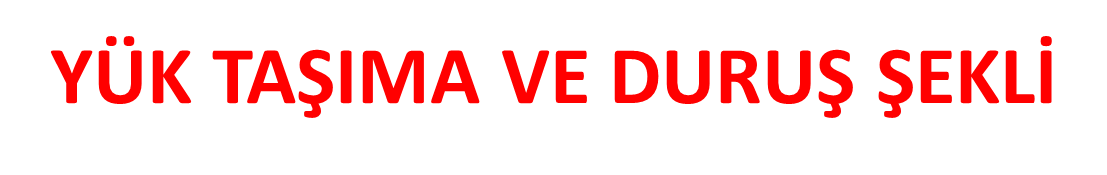 YÜK TAŞIMA VE DURUŞ ŞEKLİ